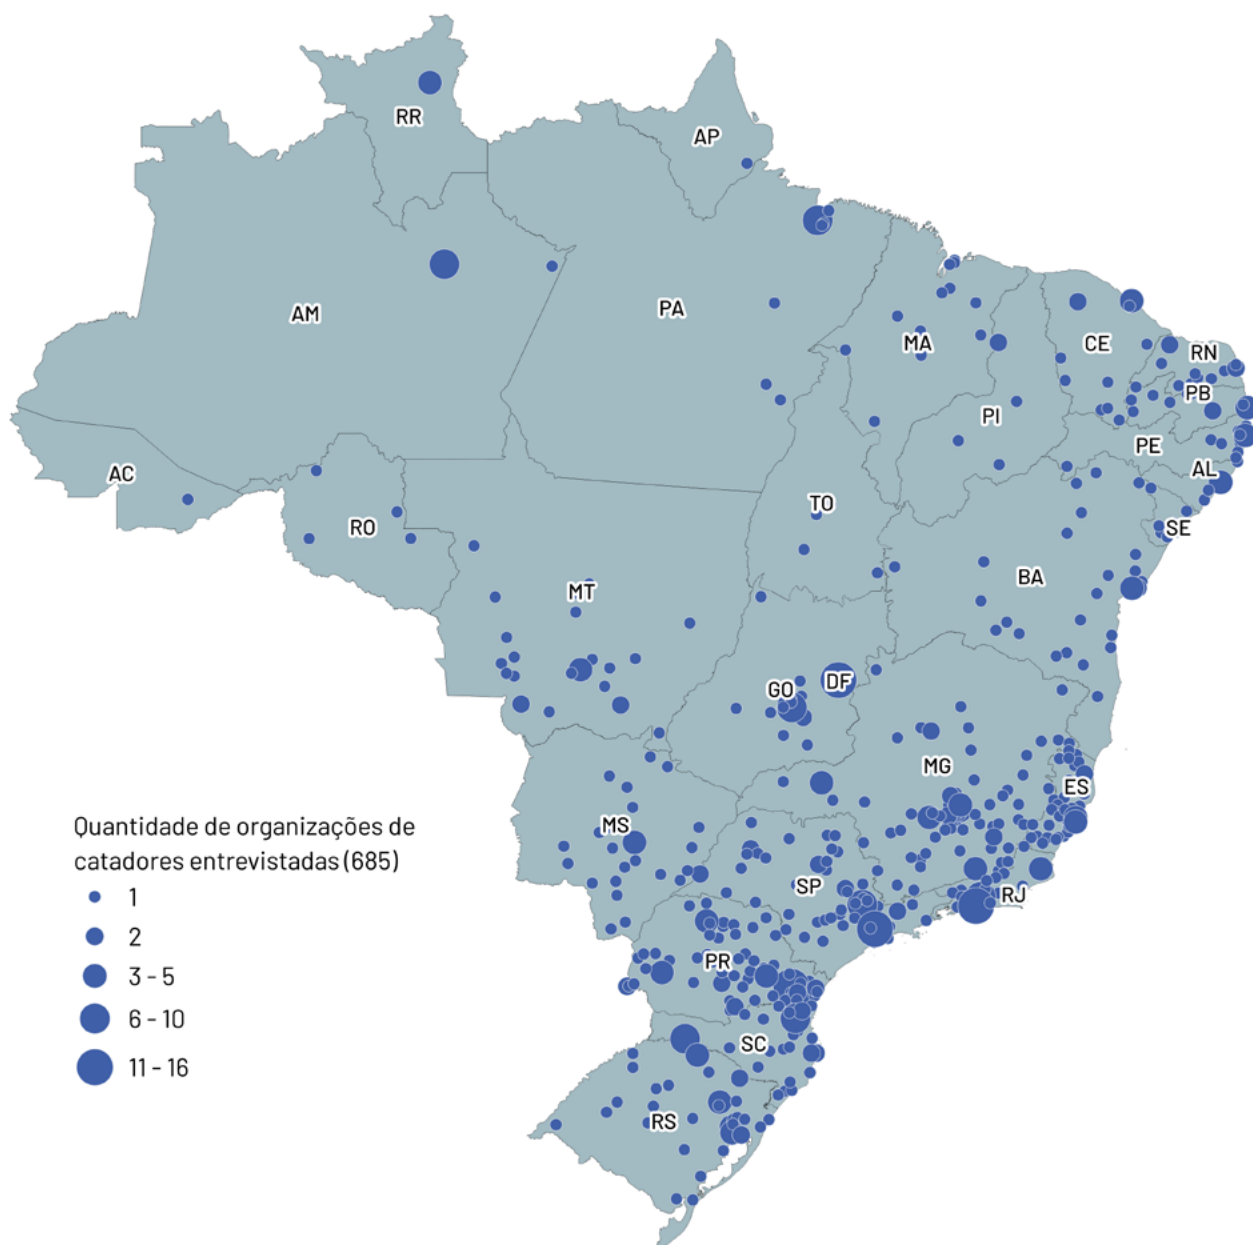 RR
AP
AM
PA
MA
CE
RN
PB
PI
PE
AL
AC
TO
SE
RO
BA
MT
DF
GO
MG
ES
Quantidade de organizações de
catadores entrevistadas (685)
1
2
3 - 5
6 - 10
11 - 16
MS
SP
RJ
PR
SC
RS